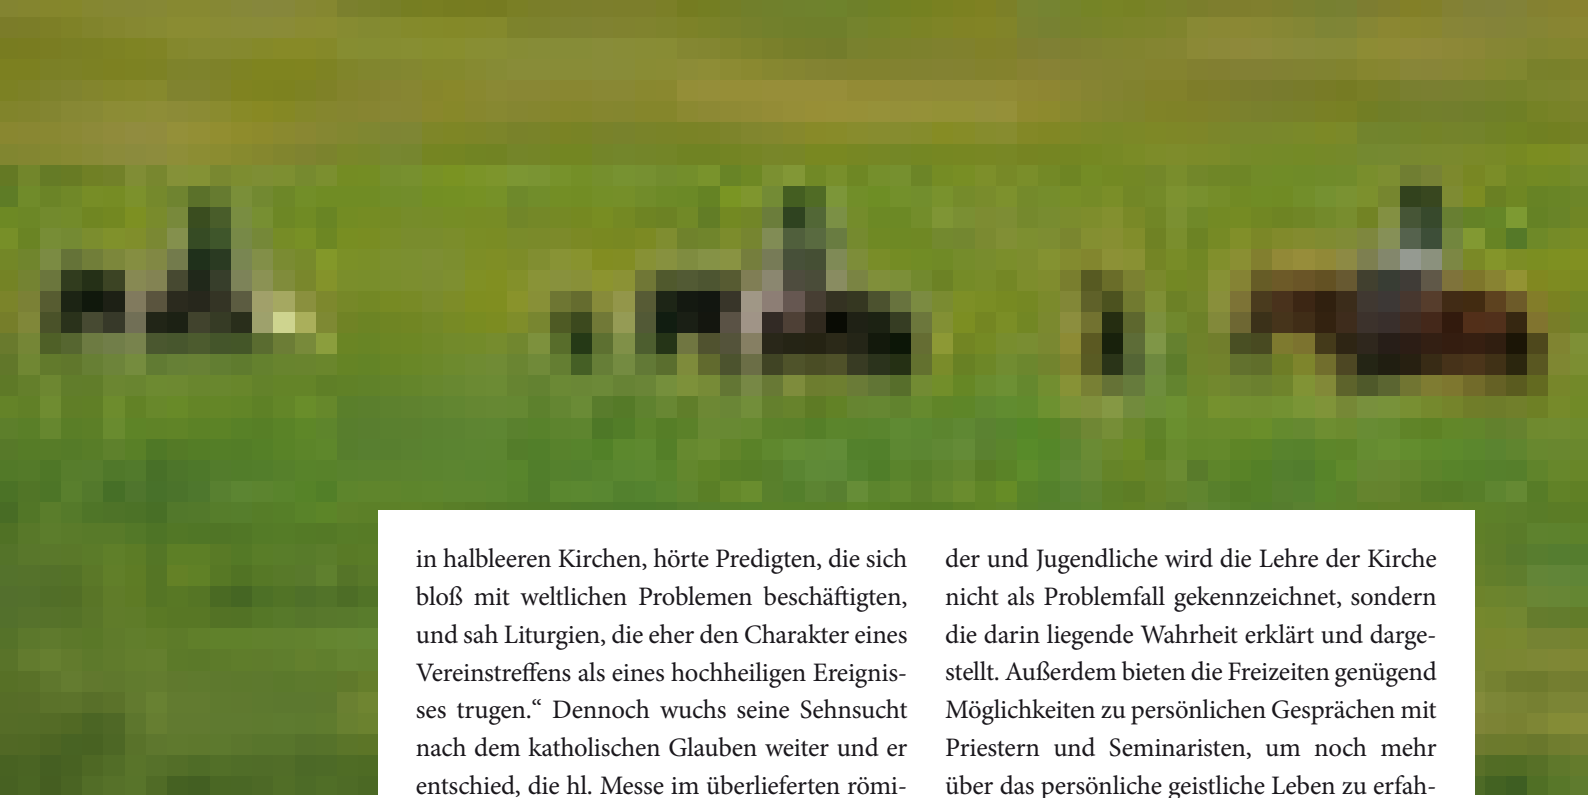 in halbleeren Kirchen, hörte Predigten, die sich
bloß mit weltlichen Problemen beschäftigten,
und sah Liturgien, die eher den Charakter eines
Vereinstreffens als eines hochheiligen Ereignis-
ses trugen.“ Dennoch wuchs seine Sehnsucht
nach dem katholischen Glauben weiter und er
entschied, die hl. Messe im überlieferten römi-
der und Jugendliche wird die Lehre der Kirche
nicht als Problemfall gekennzeichnet, sondern
die darin liegende Wahrheit erklärt und darge-
stellt. Außerdem bieten die Freizeiten genügend
Möglichkeiten zu persönlichen Gesprächen mit
Priestern und Seminaristen, um noch mehr
über das persönliche geistliche Leben zu erfah-